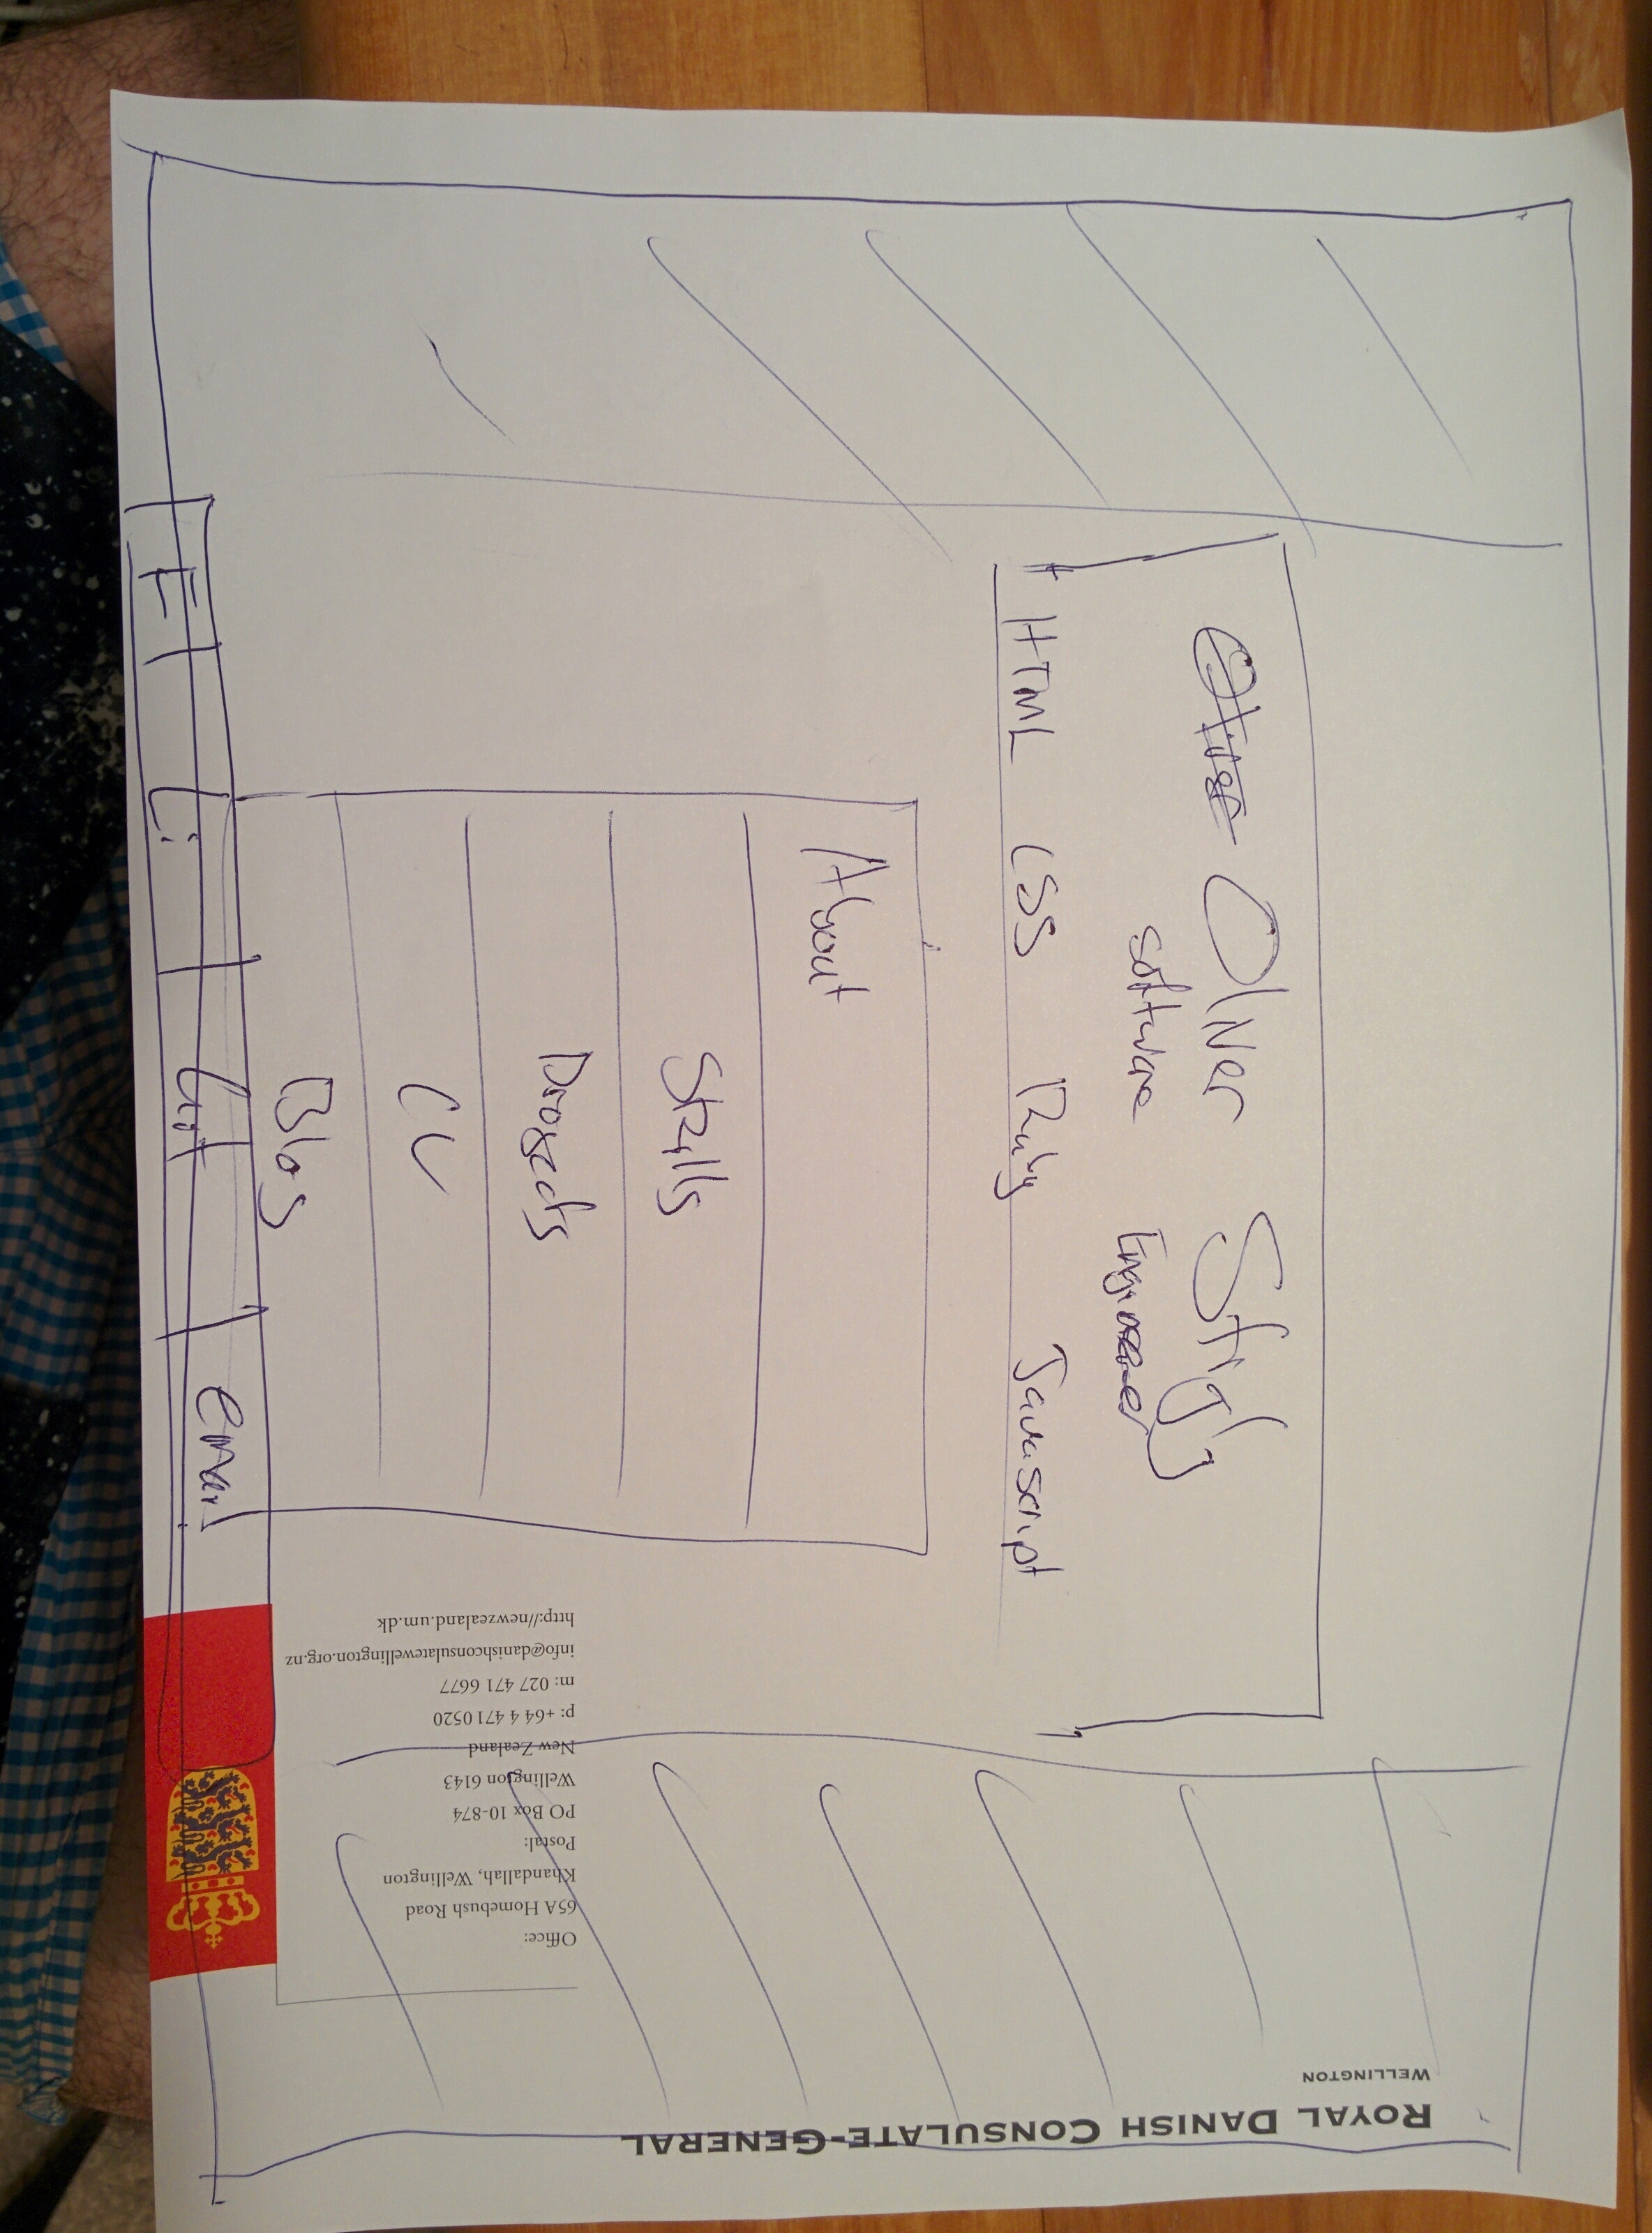 Oliver Strigly
Software Engineer
HTML CSS Ruby Javascript
About
Skills
Projects
CV
Blog
Li
Git
email
ROYAL DANISH CONSULATE-GENERAL
WELLINGTON
Office:
65A Homebush Road
Khandallah, Wellington
Postal:
PO Box 10-874
Wellington 6143
New Zealand
p: +64 4 471 0520
m: 027 471 6677
info@danishconsulatewellington.org.nz
http://newzealand.um.dk